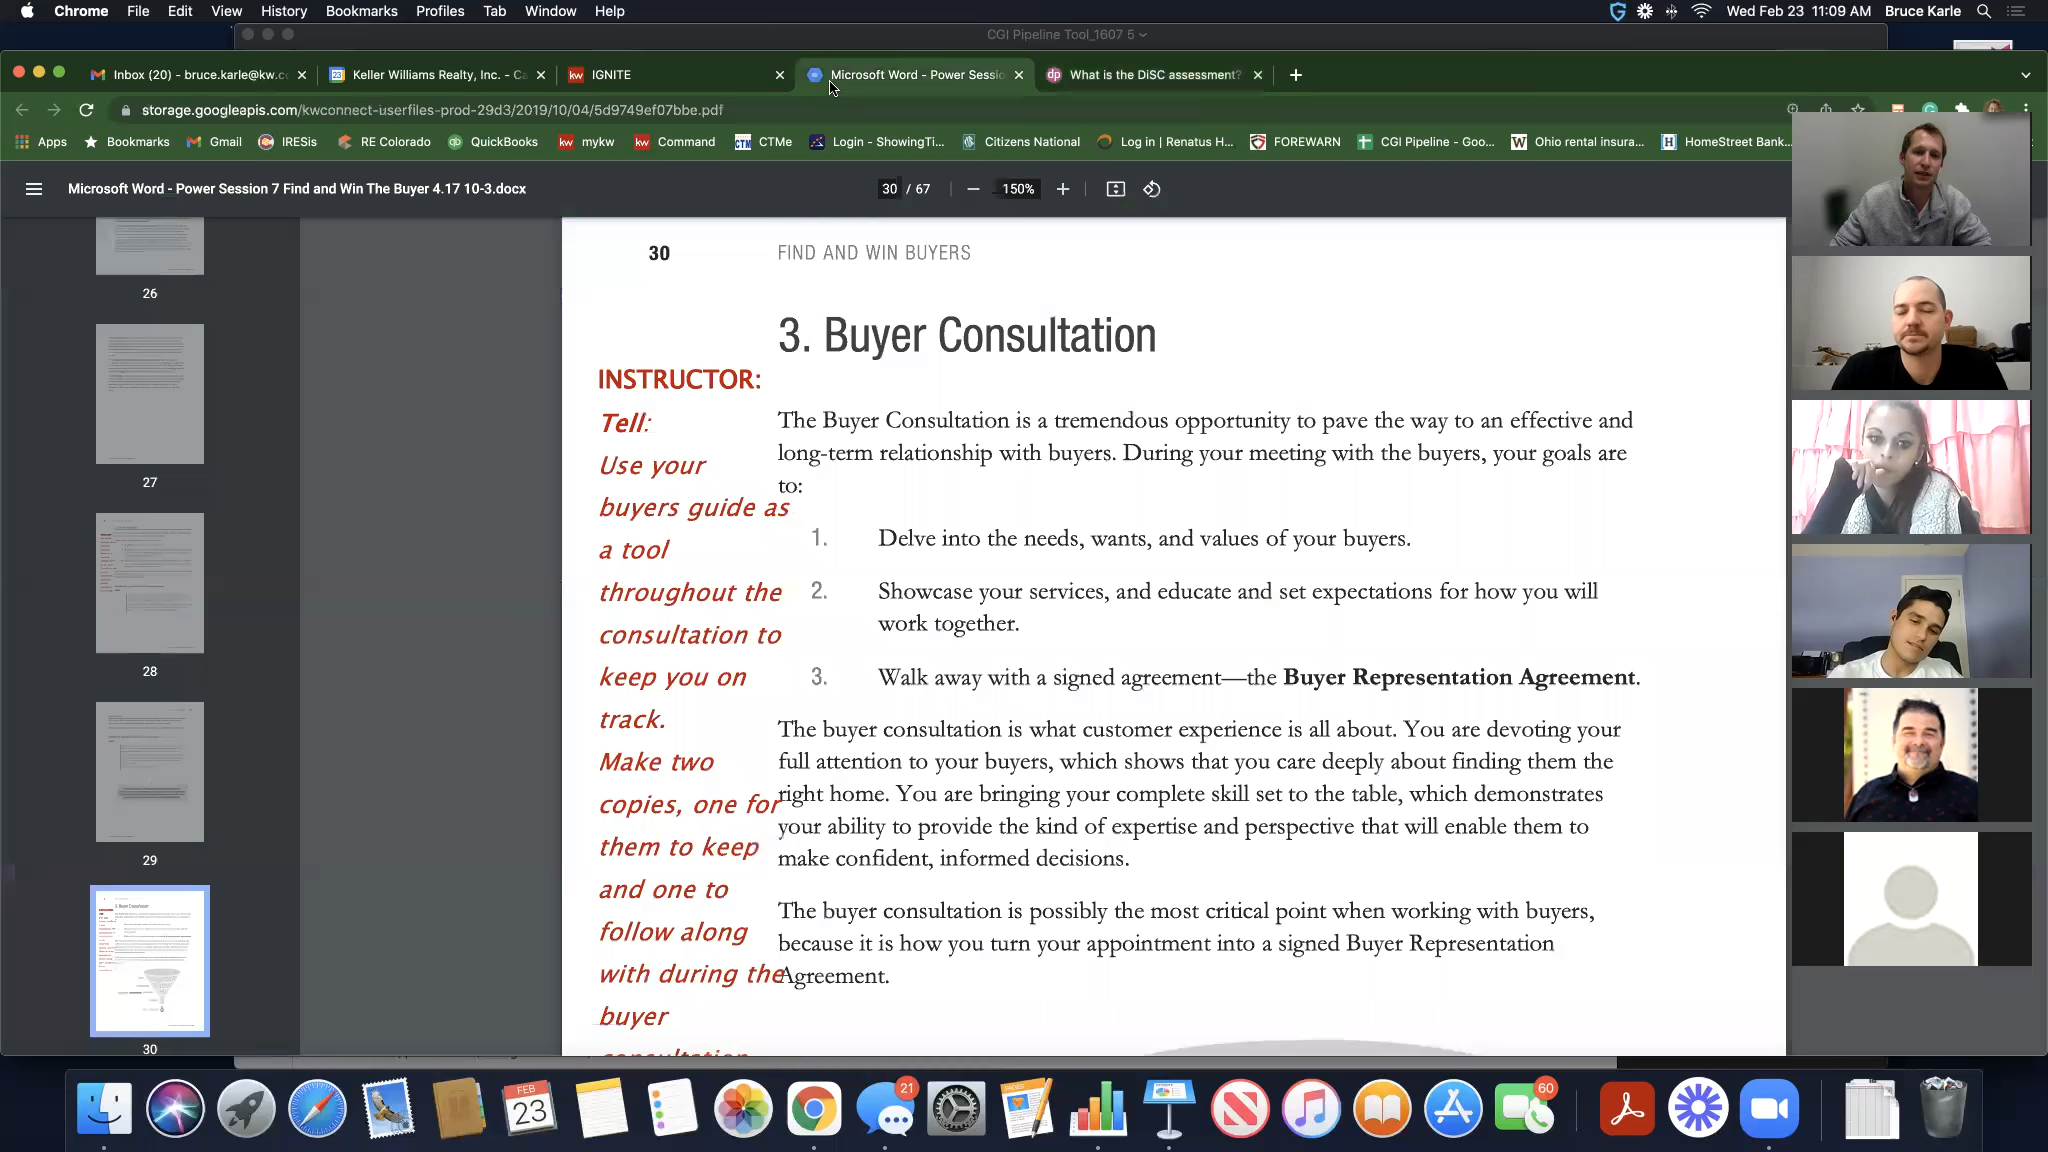 Chrome File Edit View History Bookmarks Profiles Tab Window Help Wed Feb 23 11:09 AM Bruce Karle
CGI Pipeline Tool_1607 5
Inbox (20) - bruce.karle@kw.c Keller Williams Realty, Inc. - Ca IGNITE Microsoft Word - Power Sessio What is the DiSC assessment?
storage.googleapis.com/kwconnect-userfiles-prod-29d3/2019/10/04/5d9749ef07bbe.pdf
Apps Bookmarks Gmail IRESis RE Colorado QuickBooks mykw Command CTMe Login - ShowingTi... Citizens National Log in | Renatus H... FOREWARN CGI Pipeline - Goo... Ohio rental insura... HomeStreet Bank...
Microsoft Word - Power Session 7 Find and Win The Buyer 4.17 10-3.docx 30 / 67 150%
26
27
28
29
30
30 FIND AND WIN BUYERS
3. Buyer Consultation
INSTRUCTOR:
Tell:
Use your
buyers guide as
a tool
throughout the
consultation to
keep you on
track.
Make two
copies, one for
them to keep
and one to
follow along
with during the
buyer
consultation
The Buyer Consultation is a tremendous opportunity to pave the way to an effective and
long-term relationship with buyers. During your meeting with the buyers, your goals are
to:
1. Delve into the needs, wants, and values of your buyers.
2. Showcase your services, and educate and set expectations for how you will
work together.
3. Walk away with a signed agreement—the Buyer Representation Agreement.
The buyer consultation is what customer experience is all about. You are devoting your
full attention to your buyers, which shows that you care deeply about finding them the
right home. You are bringing your complete skill set to the table, which demonstrates
your ability to provide the kind of expertise and perspective that will enable them to
make confident, informed decisions.
The buyer consultation is possibly the most critical point when working with buyers,
because it is how you turn your appointment into a signed Buyer Representation
Agreement.
FEB
23
21
60